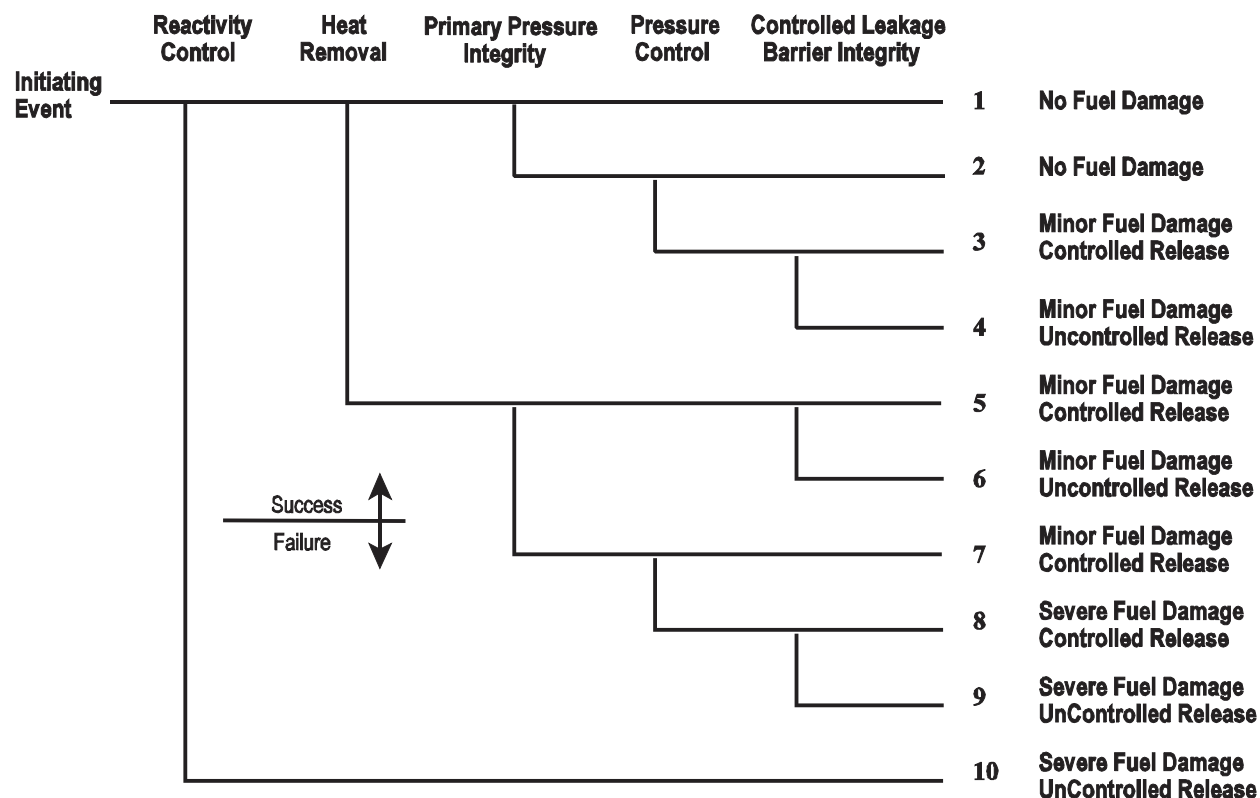 Reactivity
Control
Heat
Removal
Primary Pressure
Integrity
Pressure
Control
Controlled Leakage
Barrier Integrity
Initiating
Event
1 No Fuel Damage
2 No Fuel Damage
3 Minor Fuel Damage
Controlled Release
4 Minor Fuel Damage
Uncontrolled Release
5 Minor Fuel Damage
Controlled Release
6 Minor Fuel Damage
Uncontrolled Release
Success
Failure
7 Minor Fuel Damage
Controlled Release
8 Severe Fuel Damage
Controlled Release
9 Severe Fuel Damage
UnControlled Release
10 Severe Fuel Damage
UnControlled Release